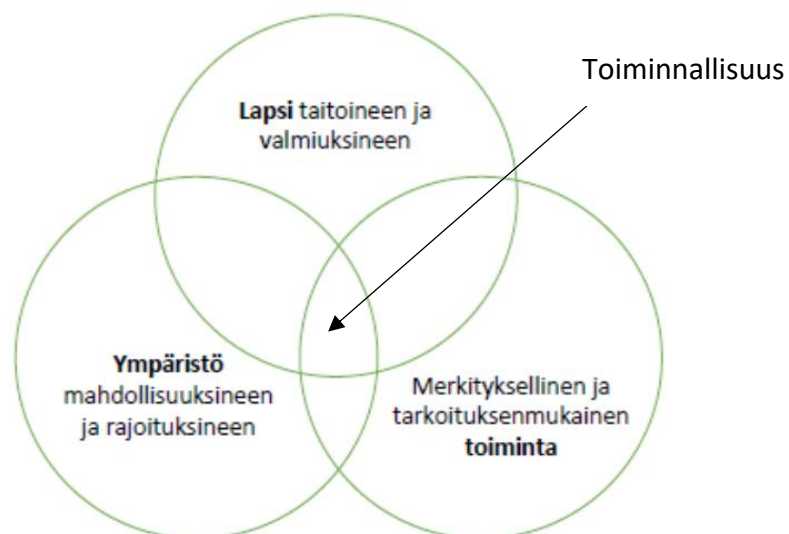 Toiminnallisuus
Lapsi taitoineen ja
valmiuksineen
Ympäristö
mahdollisuuksineen
ja rajoituksineen
Merkityksellinen ja
tarkoituksenmukainen
toiminta